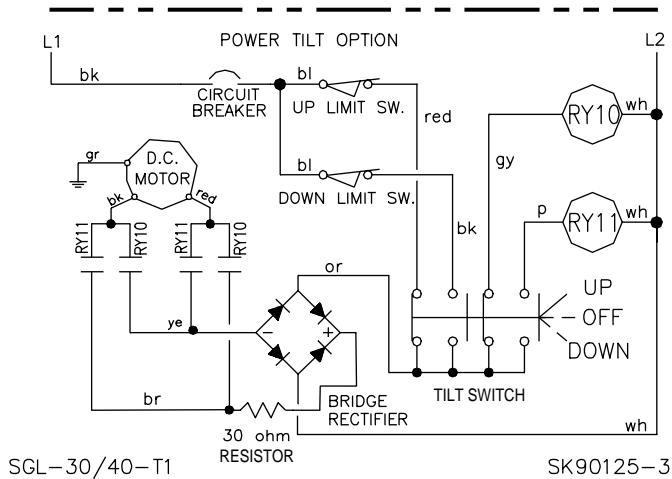 L1
POWER TILT OPTION
L2
bk
bl
wh
CIRCUIT
BREAKER
UP LIMIT SW.
red
RY10
gr
D.C.
MOTOR
bl
gy
DOWN LIMIT SW.
bk
red
p
RY11
wh
bk
RY11
RY10
RY11
RY10
or
UP
OFF
DOWN
ye
-
+
TILT SWITCH
br
BRIDGE
RECTIFIER
30 ohm
RESISTOR
wh
SGL-30/40-T1
SK90125-3